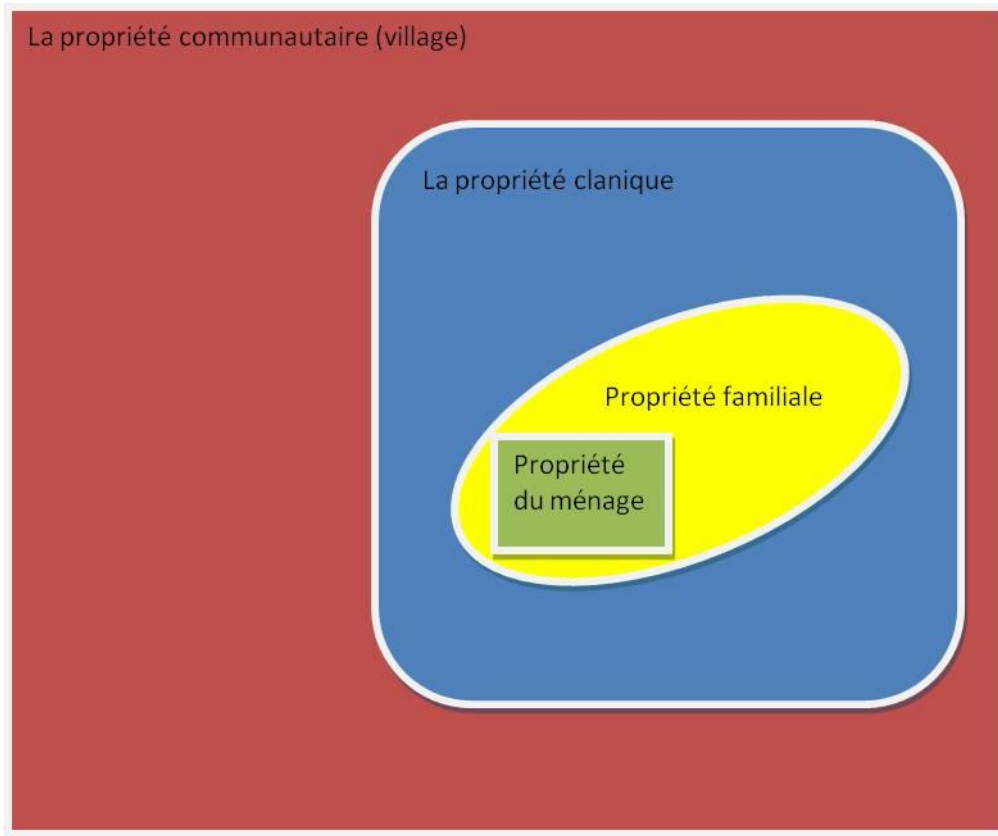 La propriété communautaire (village)
La propriété clanique
Propriété familiale
Propriété
du ménage